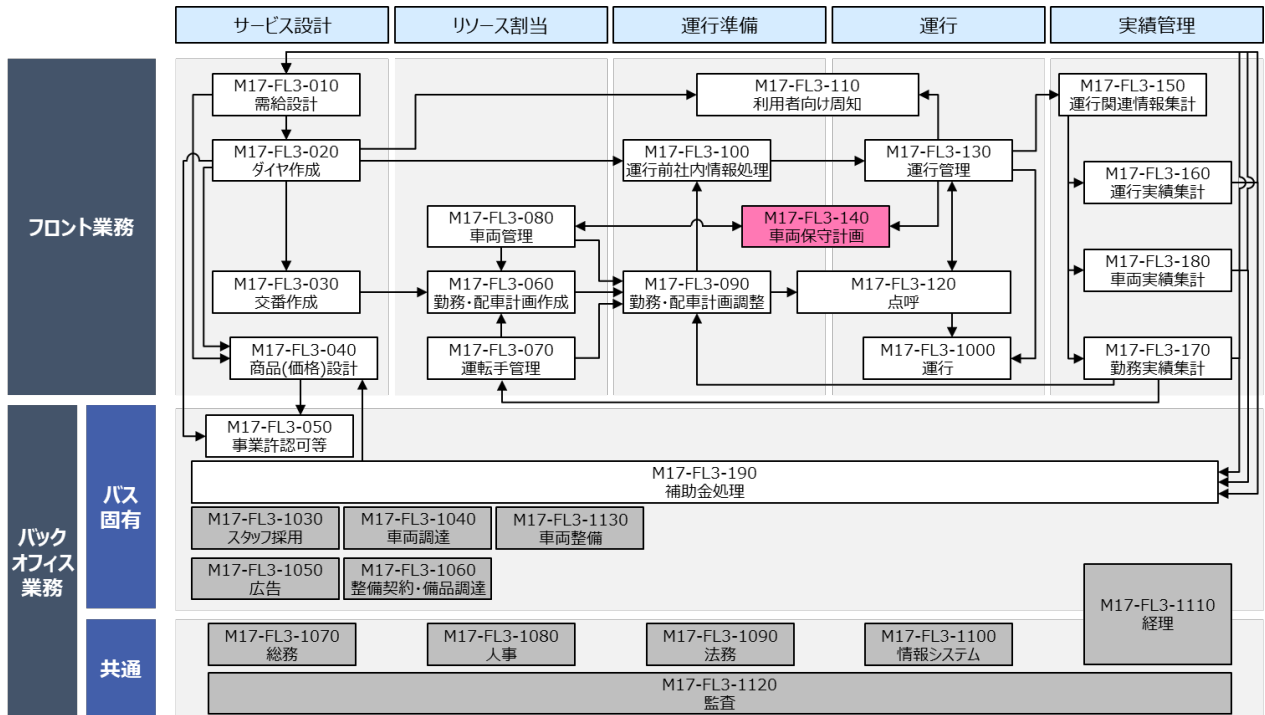 サービス設計
リソース割当
運行準備
運行
実績管理
フロント業務
M17-FL3-010
需給設計
M17-FL3-020
ダイヤ作成
M17-FL3-030
交番作成
M17-FL3-040
商品(価格)設計
M17-FL3-080
車両管理
M17-FL3-060
勤務・配車計画作成
M17-FL3-070
運転手管理
M17-FL3-110
利用者向け周知
M17-FL3-100
運行前社内情報処理
M17-FL3-140
車両保守計画
M17-FL3-090
勤務・配車計画調整
M17-FL3-130
運行管理
M17-FL3-120
点呼
M17-FL3-1000
運行
M17-FL3-150
運行関連情報集計
M17-FL3-160
運行実績集計
M17-FL3-180
車両実績集計
M17-FL3-170
勤務実績集計
バック
オフィス
業務
バス
固有
M17-FL3-050
事業許認可等
M17-FL3-190
補助金処理
M17-FL3-1030
スタッフ採用
M17-FL3-1040
車両調達
M17-FL3-1130
車両整備
M17-FL3-1050
広告
M17-FL3-1060
整備契約・備品調達
M17-FL3-1110
経理
共通
M17-FL3-1070
総務
M17-FL3-1080
人事
M17-FL3-1090
法務
M17-FL3-1100
情報システム
M17-FL3-1120
監査